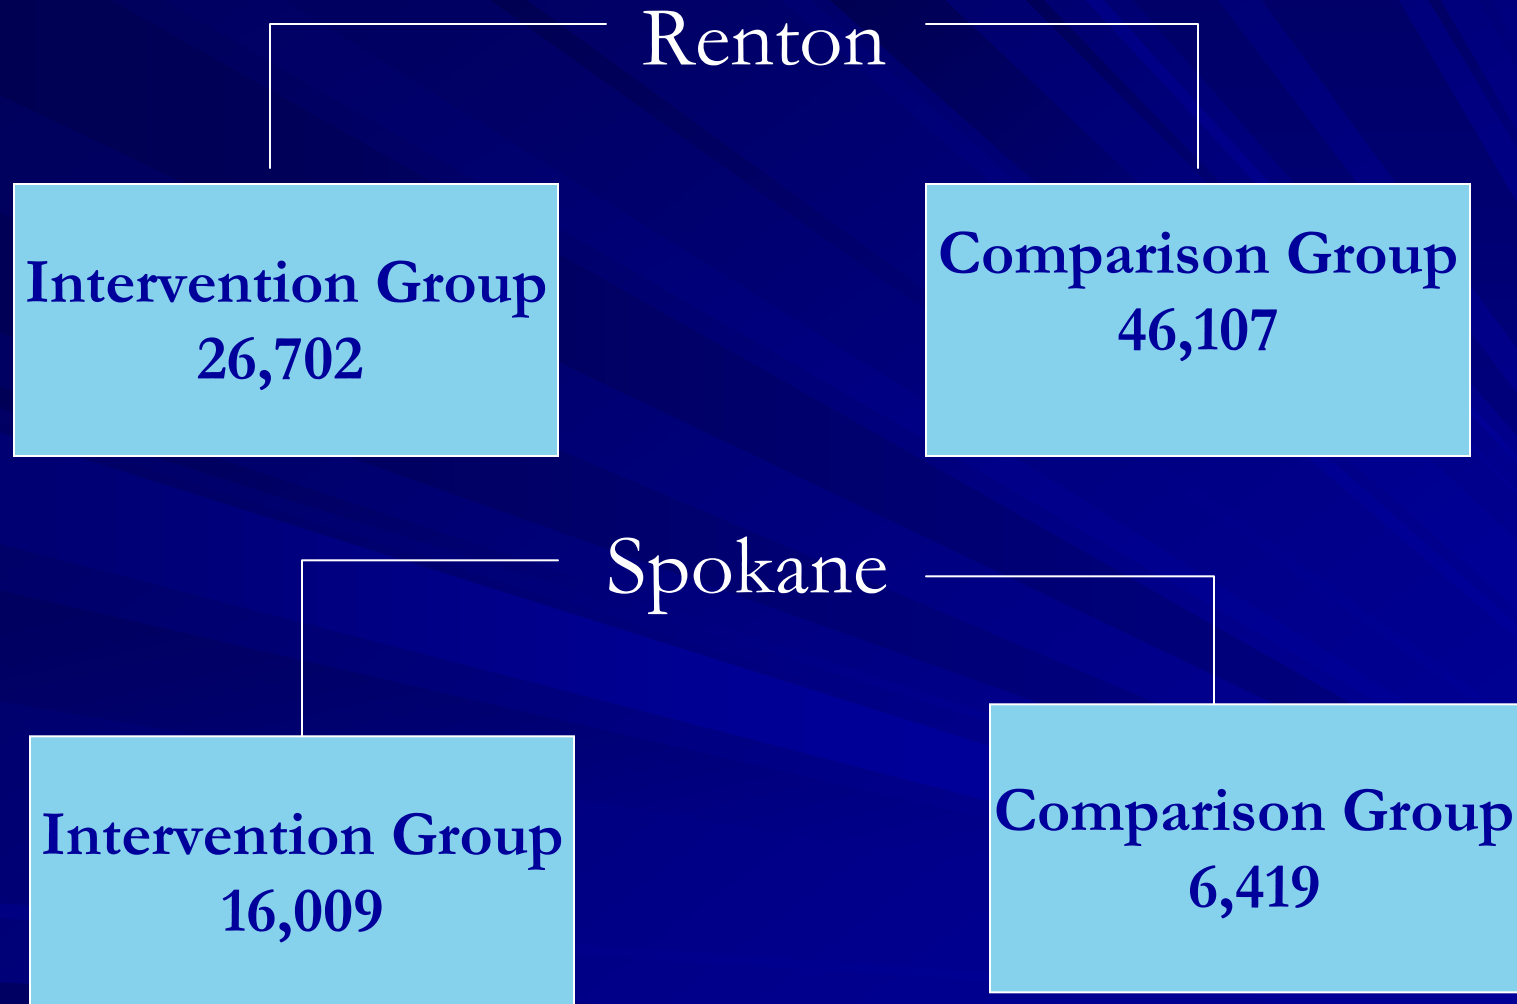 Renton
Intervention Group
26,702
Comparison Group
46,107
Spokane
Intervention Group
16,009
Comparison Group
6,419